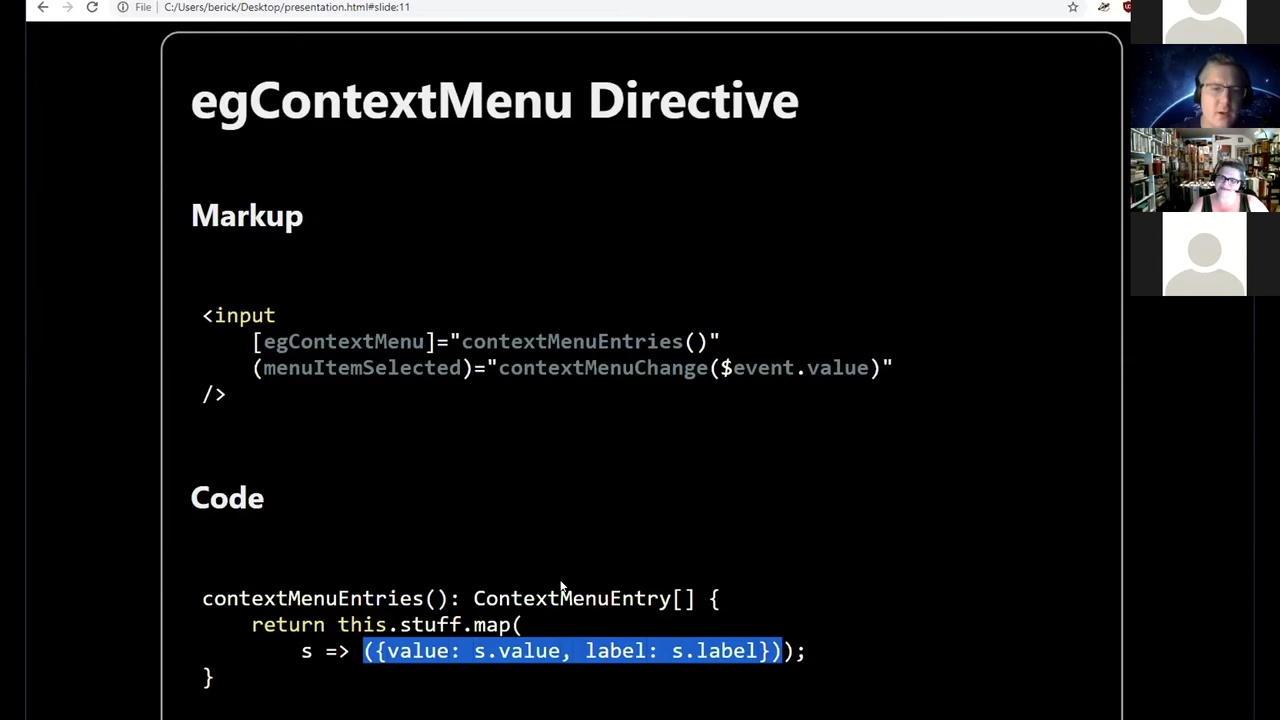 File
C:/Users/berick/Desktop/presentation.html#slide:11
egContextMenu Directive
Markup
<input
[egContextMenu]="contextMenuEntries()"
(menuItemSelected)="contextMenuChange($event.value)"
/>
Code
contextMenuEntries(): ContextMenuEntry[] {
return this.stuff.map(
s => ({value: s.value, label: s.label}));
}